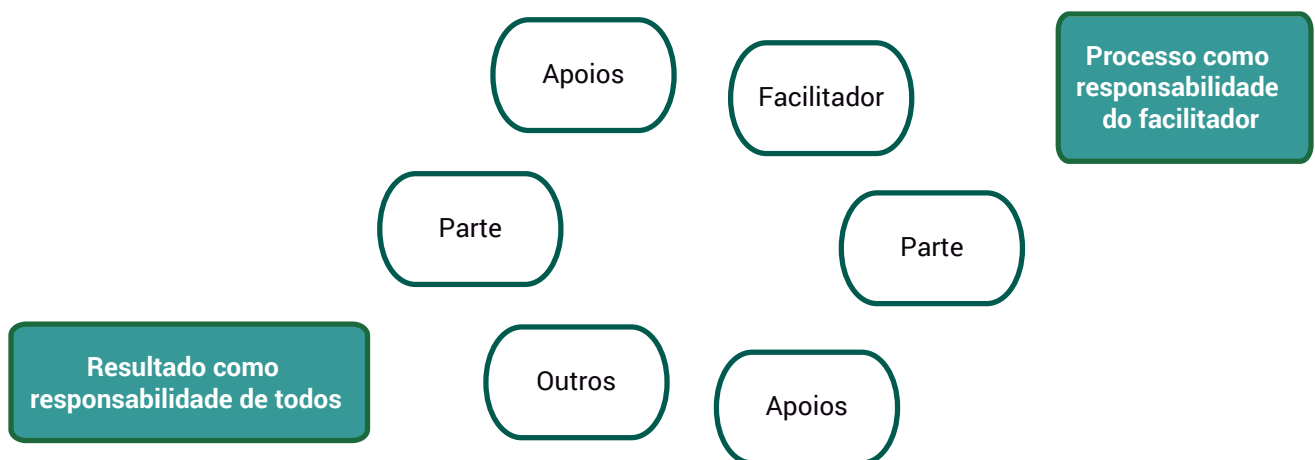 Apoios
Facilitador
Processo como
responsabilidade
do facilitador
Parte
Parte
Resultado como
responsabilidade de todos
Outros
Apoios